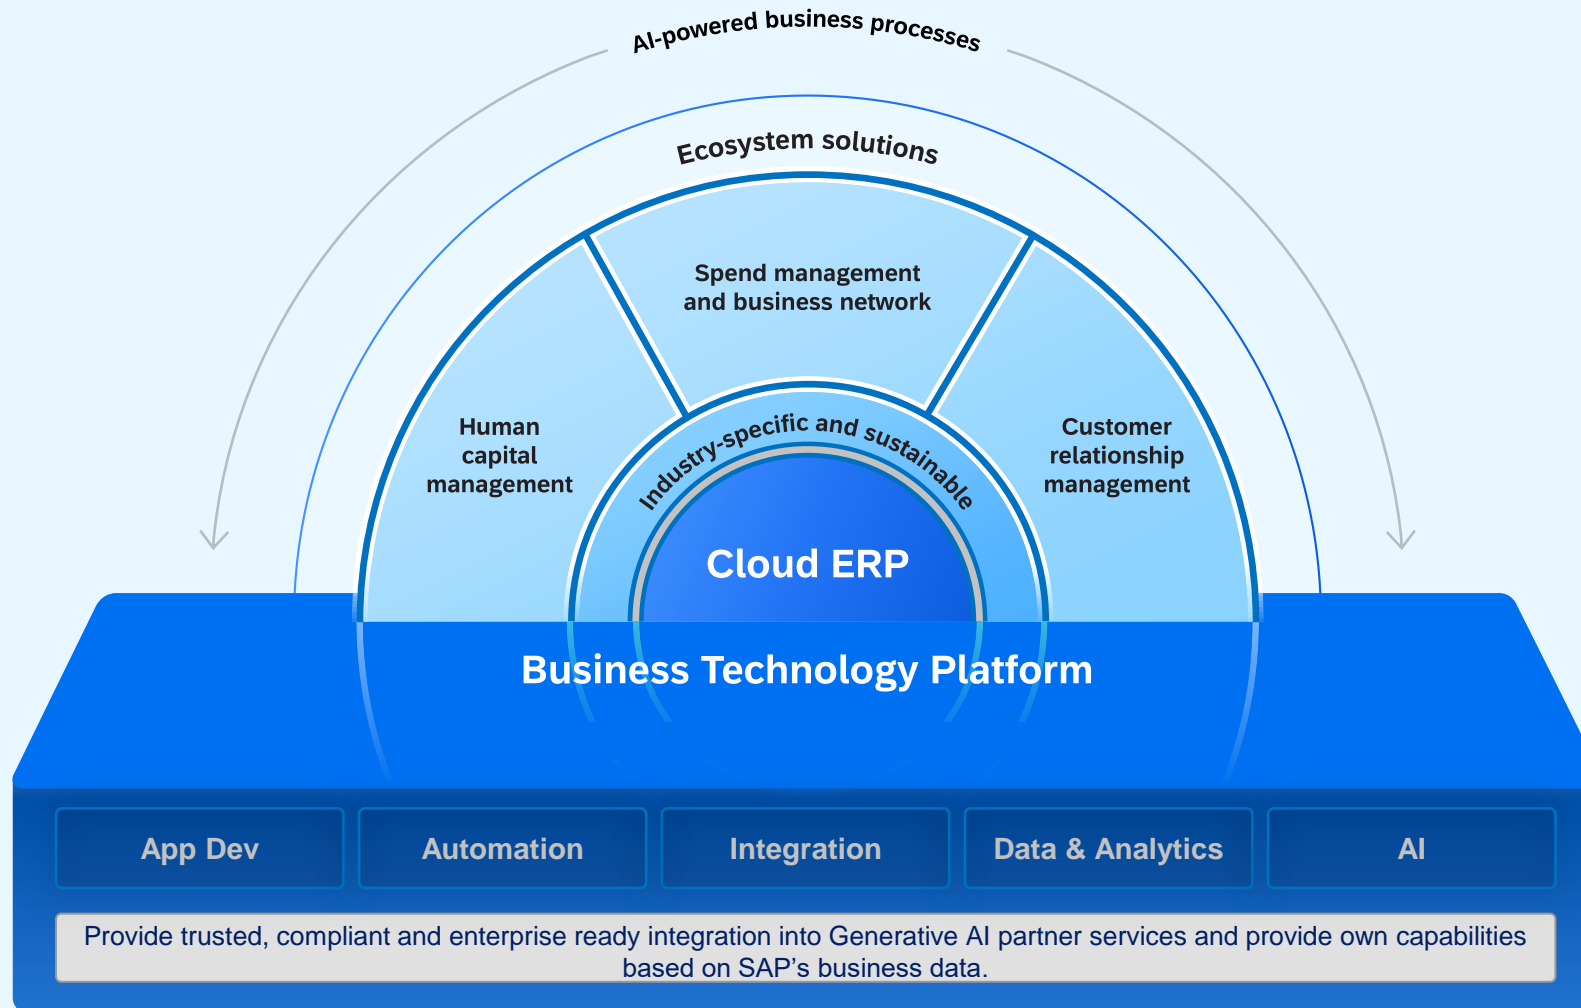 AI-powered business processes
Ecosystem solutions
Spend management
and business network
Human
capital
management
Customer
relationship
management
Industry-specific and sustainable
Cloud ERP
Business Technology Platform
App Dev
Automation
Integration
Data & Analytics
AI
Provide trusted, compliant and enterprise ready integration into Generative AI partner services and provide own capabilities
based on SAP's business data.